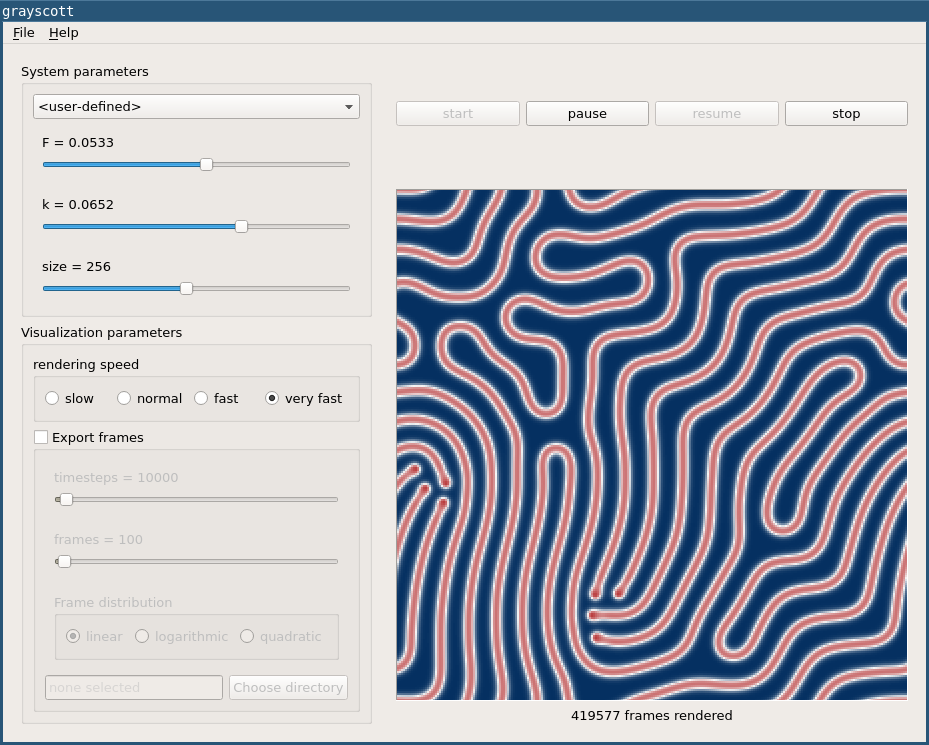 grayscott
File Help
System parameters
<user-defined>
F = 0.0533
k = 0.0652
size = 256
Visualization parameters
rendering speed
slow normal fast very fast
Export frames
timesteps = 10000
frames = 100
Frame distribution
linear logarithmic quadratic
none selected Choose directory
start pause resume stop
419577 frames rendered